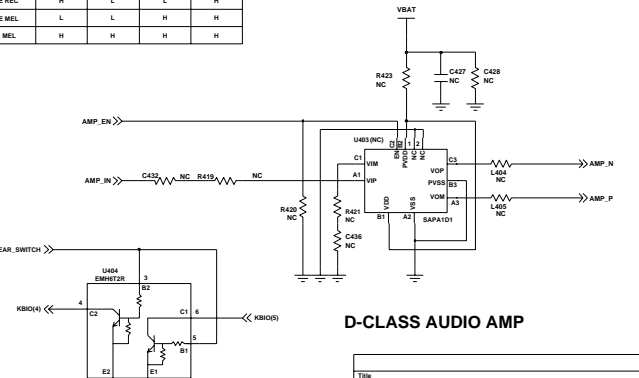 E REC H L L H
E MEL L L H H
MEL H H H H
VBAT
R423
NC
C427
NC
C428
NC
AMP_EN
U403(NC)
C2 B2 1 2
EN PVDD NC NC
C1 VIM
A1 VIP
VOP C3
PVSS B3
VOM A3
VDD VSS
B1 A2
SAPA1D1
AMP_IN
C432 NC R419 NC
R420
NC
R421
NC
C436
NC
L404
NC
AMP_N
L405
NC
AMP_P
EAR_SWITCH
U404
EMH6T2R
3
B2
KBIO(4)
4
C2
C1
6
KBIO(5)
5
B1
E2 E1
D-CLASS AUDIO AMP
Title